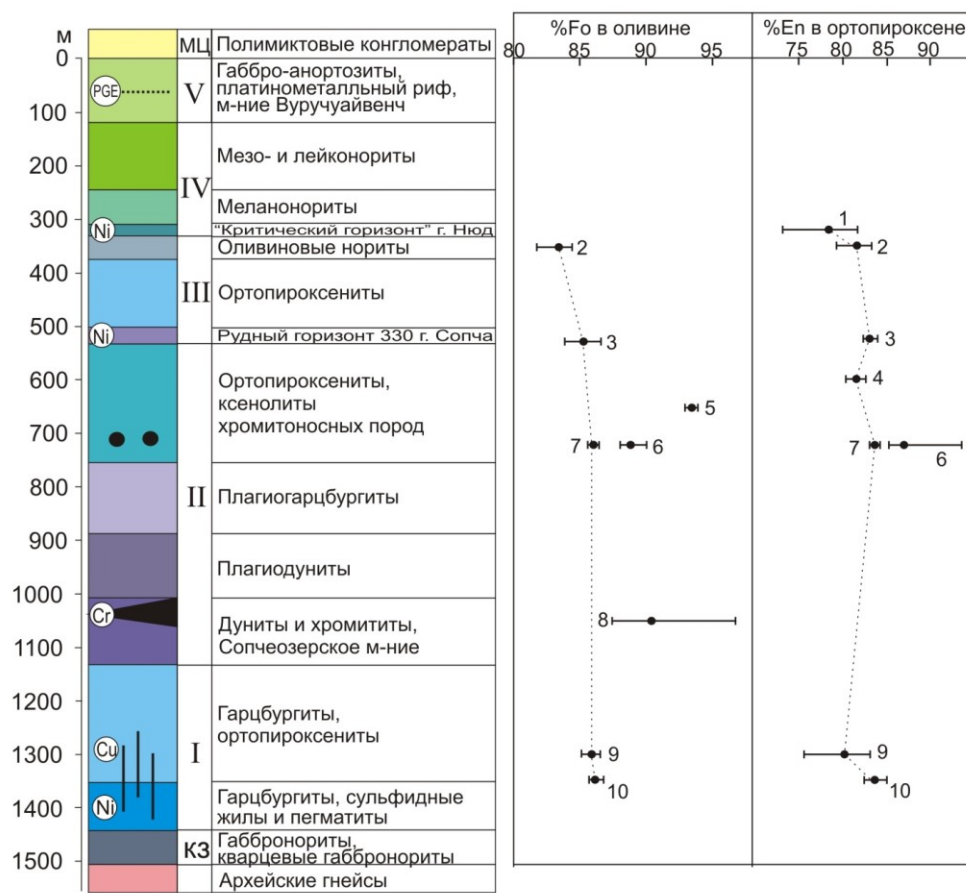 м
0
100
200
300
400
500
600
700
800
900
1000
1100
1200
1300
1400
1500
PGE
Ni
Ni
Cr
Cu
Ni
МЦ
V
IV
III
II
I
КЗ
Полимиктовые конгломераты
Габбро-анортозиты,
платинометалльный риф,
м-ние Вуручуайвенч
Мезо- и лейконориты
Меланонориты
“Критический горизонт” г. Нюд
Оливиновые нориты
Ортопироксениты
Рудный горизонт 330 г. Сопча
Ортопироксениты,
ксенолиты
хромитоносных пород
Плагиогарцбургиты
Плагиодуниты
Дуниты и хромититы,
Сопчеозерское м-ние
Гарцбургиты,
ортопироксениты
Гарцбургиты, сульфидные
жилы и пегматиты
Габбронориты,
кварцевые габбронориты
Архейские гнейсы
%Fo в оливине
80 85 90 95
2
3
5
7 6
8
9
10
%En в ортопироксене
75 80 85 90
1
2
3
4
7 6
9
10